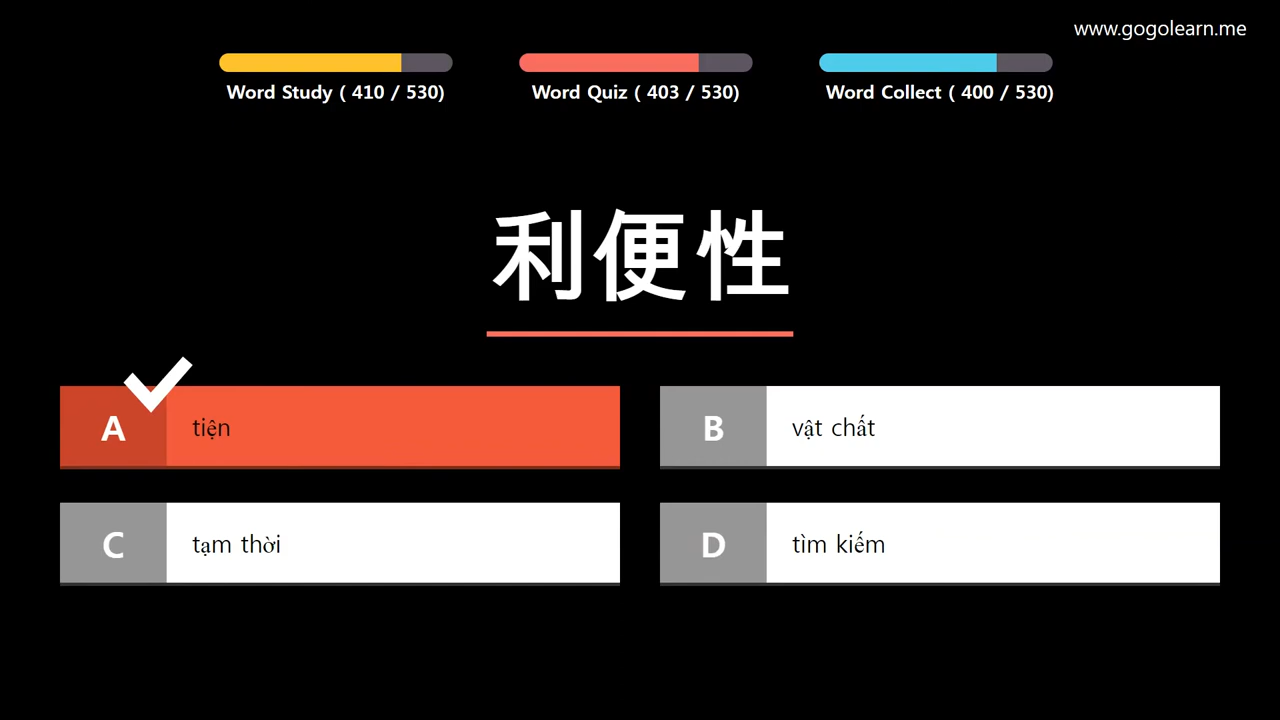 www.gogolearn.me
Word Study ( 410 / 530)
Word Quiz ( 403 / 530)
Word Collect ( 400 / 530)
利便性
A tiện
B vật chất
C tạm thời
D tìm kiếm